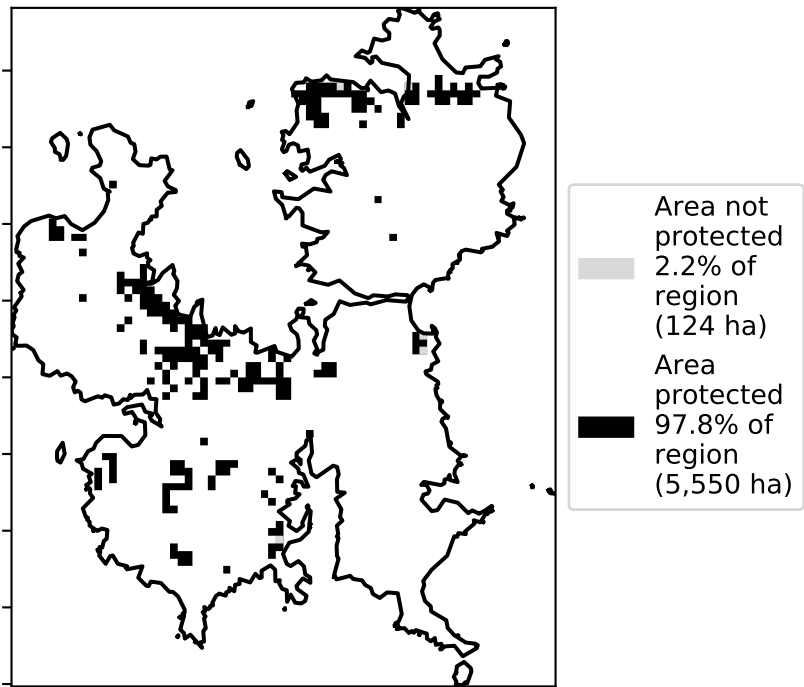 Area not
protected
2.2% of
region
(124 ha)
Area
protected
97.8% of
region
(5,550 ha)